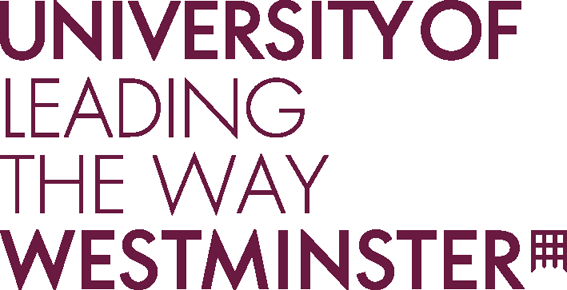 UNIVERSITY OF
LEADING
THE WAY
WESTMINSTER